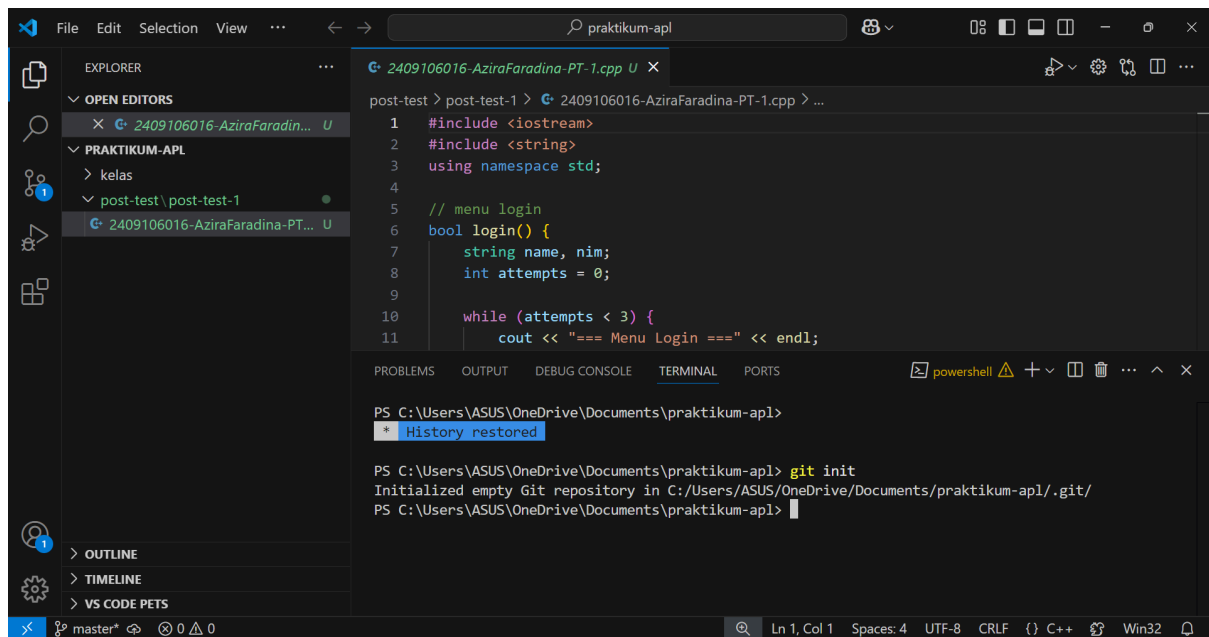 File Edit Selection View ··· praktikum-apl
EXPLORER ···
OPEN EDITORS
2409106016-AziraFaradin... U
PRAKTIKUM-APL
kelas
post-test\post-test-1
2409106016-AziraFaradina-PT... U
OUTLINE
TIMELINE
VS CODE PETS
2409106016-AziraFaradina-PT-1.cpp U
post-test > post-test-1 > 2409106016-AziraFaradina-PT-1.cpp > ...
1 #include <iostream>
2 #include <string>
3 using namespace std;
4
5 // menu login
6 bool login() {
7 string name, nim;
8 int attempts = 0;
9
10 while (attempts < 3) {
11 cout << "=== Menu Login ===" << endl;
PROBLEMS OUTPUT DEBUG CONSOLE TERMINAL PORTS powershell
PS C:\Users\ASUS\OneDrive\Documents\praktikum-apl>
* History restored
PS C:\Users\ASUS\OneDrive\Documents\praktikum-apl> git init
Initialized empty Git repository in C:/Users/ASUS/OneDrive/Documents/praktikum-apl/.git/
PS C:\Users\ASUS\OneDrive\Documents\praktikum-apl>
1
1
master* 0 0 Ln 1, Col 1 Spaces: 4 UTF-8 CRLF {} C++ Win32